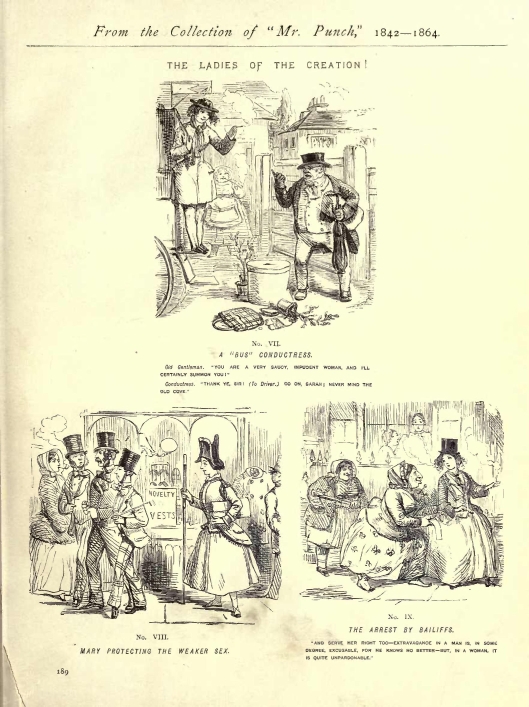 From the Collection of "Mr. Punch," 1842—1864.
THE LADIES OF THE CREATION!
No. VII.
A "BUS" CONDUCTRESS.
Old Gentleman. "YOU ARE A VERY SAUCY, IMPUDENT WOMAN, AND I'LL
CERTAINLY SUMMON YOU!"
Conductress. "THANK YE, SIR! (To Driver.) GO ON, SARAH; NEVER MIND THE
OLD COVE."
NOVELTY
VESTS
No. VIII.
MARY PROTECTING THE WEAKER SEX.
No. IX.
THE ARREST BY BAILIFFS.
"AND SERVE HER RIGHT TOO—EXTRAVAGANCE IN A MAN IS, IN SOME
DEGREE, EXCUSABLE, FOR HE KNOWS NO BETTER—BUT, IN A WOMAN, IT
IS QUITE UNPARDONABLE."
189